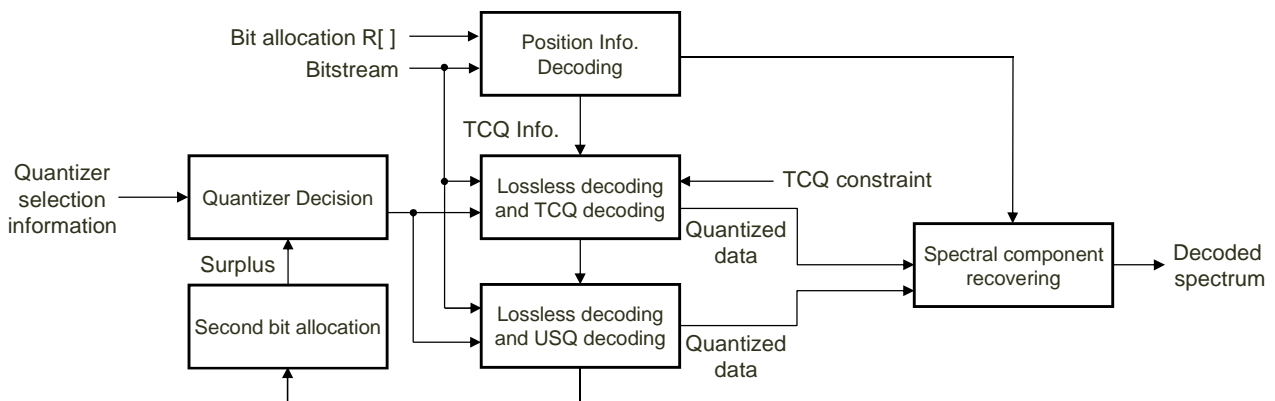 Bit allocation R[ ]
Bitstream
Position Info.
Decoding
TCQ Info.
Quantizer
selection
information
Quantizer Decision
Lossless decoding
and TCQ decoding
TCQ constraint
Quantized
data
Spectral component
recovering
Decoded
spectrum
Surplus
Second bit allocation
Lossless decoding
and USQ decoding
Quantized
data